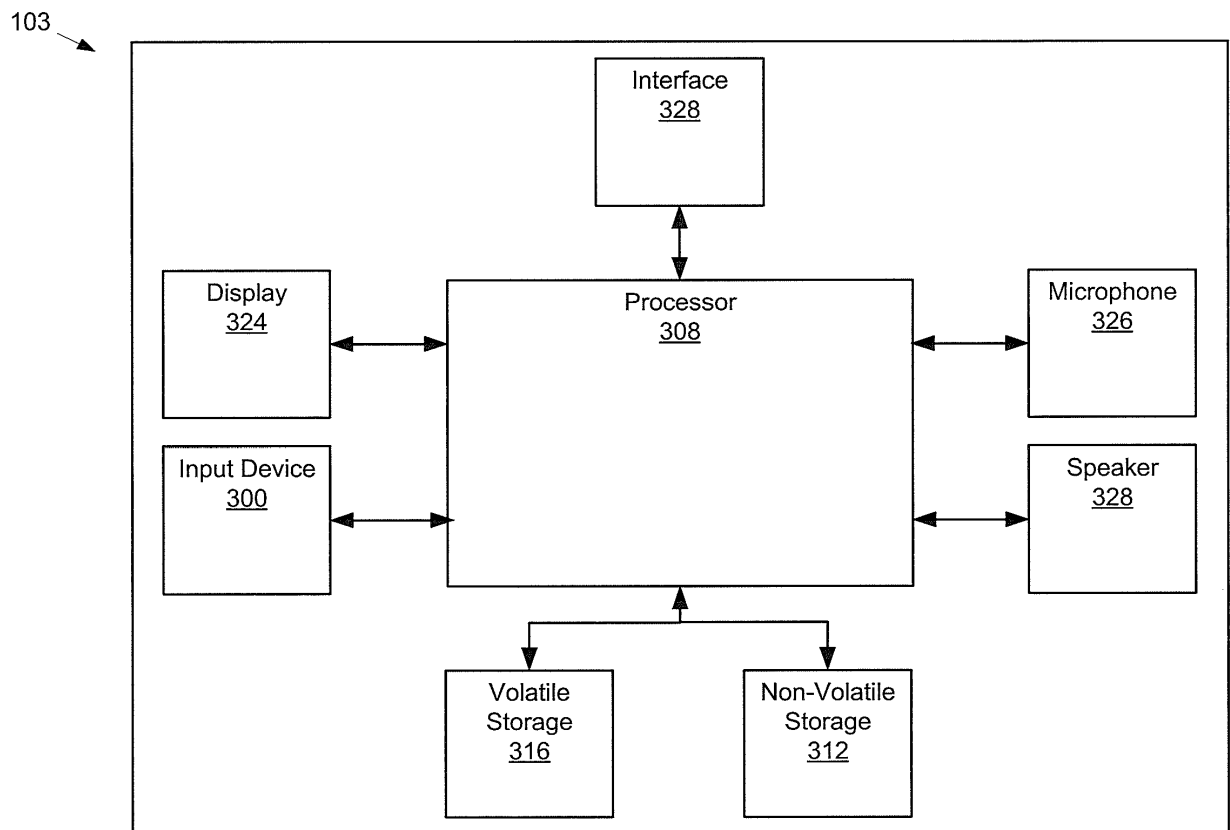 103
Interface
328
Display
324
Processor
308
Microphone
326
Input Device
300
Speaker
328
Volatile
Storage
316
Non-Volatile
Storage
312